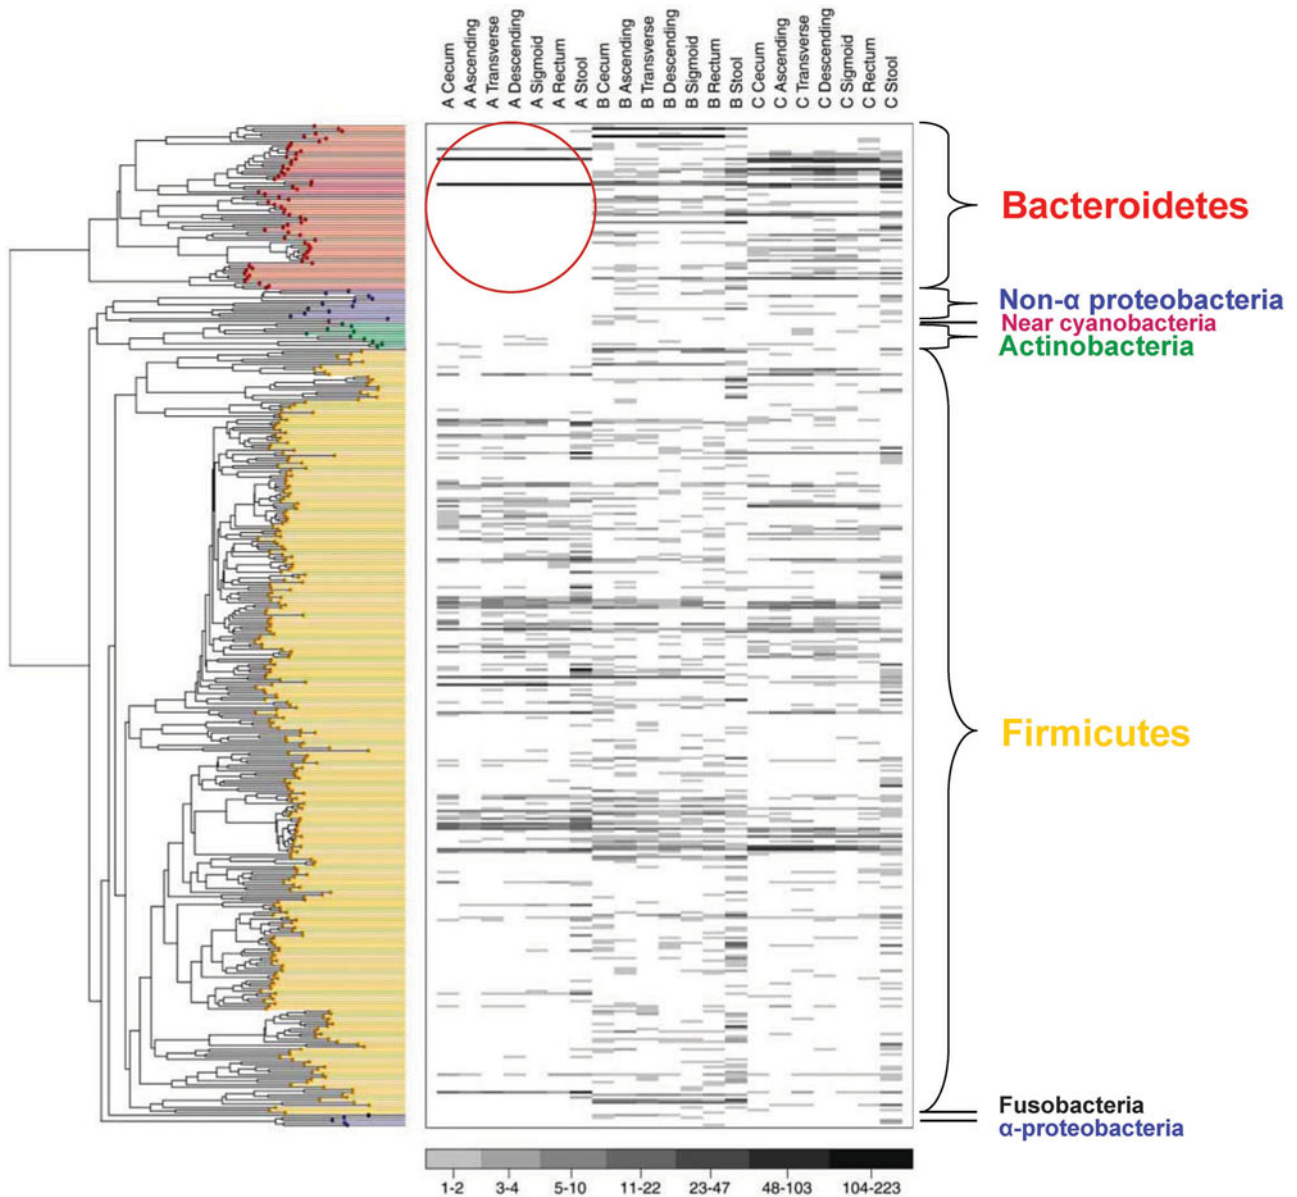 A Cecum
A Ascending
A Transverse
A Descending
A Sigmoid
A Rectum
A Stool
B Cecum
B Ascending
B Transverse
B Descending
B Sigmoid
B Rectum
B Stool
C Cecum
C Ascending
C Transverse
C Descending
C Sigmoid
C Rectum
C Stool
Bacteroidetes
Non-α proteobacteria
Near cyanobacteria
Actinobacteria
Firmicutes
Fusobacteria
α-proteobacteria
1-2 3-4 5-10 11-22 23-47 48-103 104-223